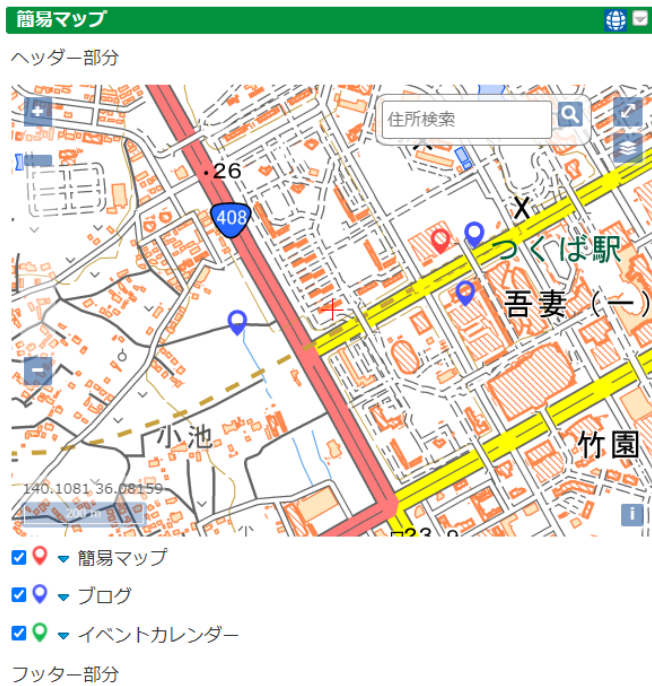 簡易マップ
ヘッダー部分
+
住所検索
・26
408
X
つくば駅
吾妻（一）
−
小池
竹園
140.1081 36.08159
200 m
小
i
簡易マップ
ブログ
イベントカレンダー
フッター部分